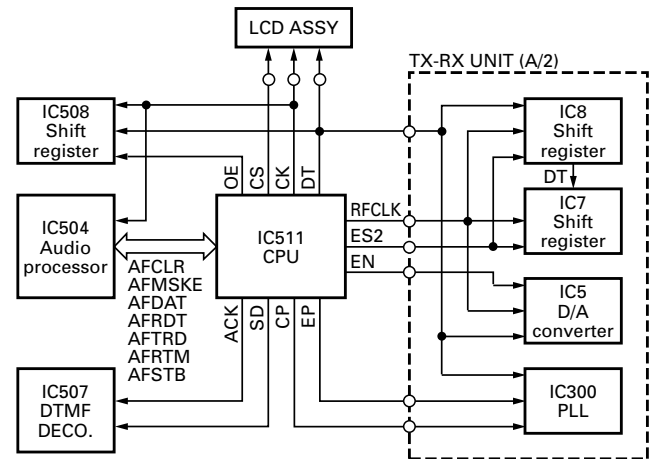 LCD ASSY
TX-RX UNIT (A/2)
IC508
Shift
register
IC8
Shift
register
DT
OE
CS
CK
DT
IC504
Audio
processor
IC511
CPU
RFCLK
ES2
EN
IC7
Shift
register
AFCLR
AFMSKE
AFDAT
AFRDT
AFTRD
AFRTM
AFSTB
ACK
SD
CP
EP
IC5
D/A
converter
IC507
DTMF
DECO.
IC300
PLL